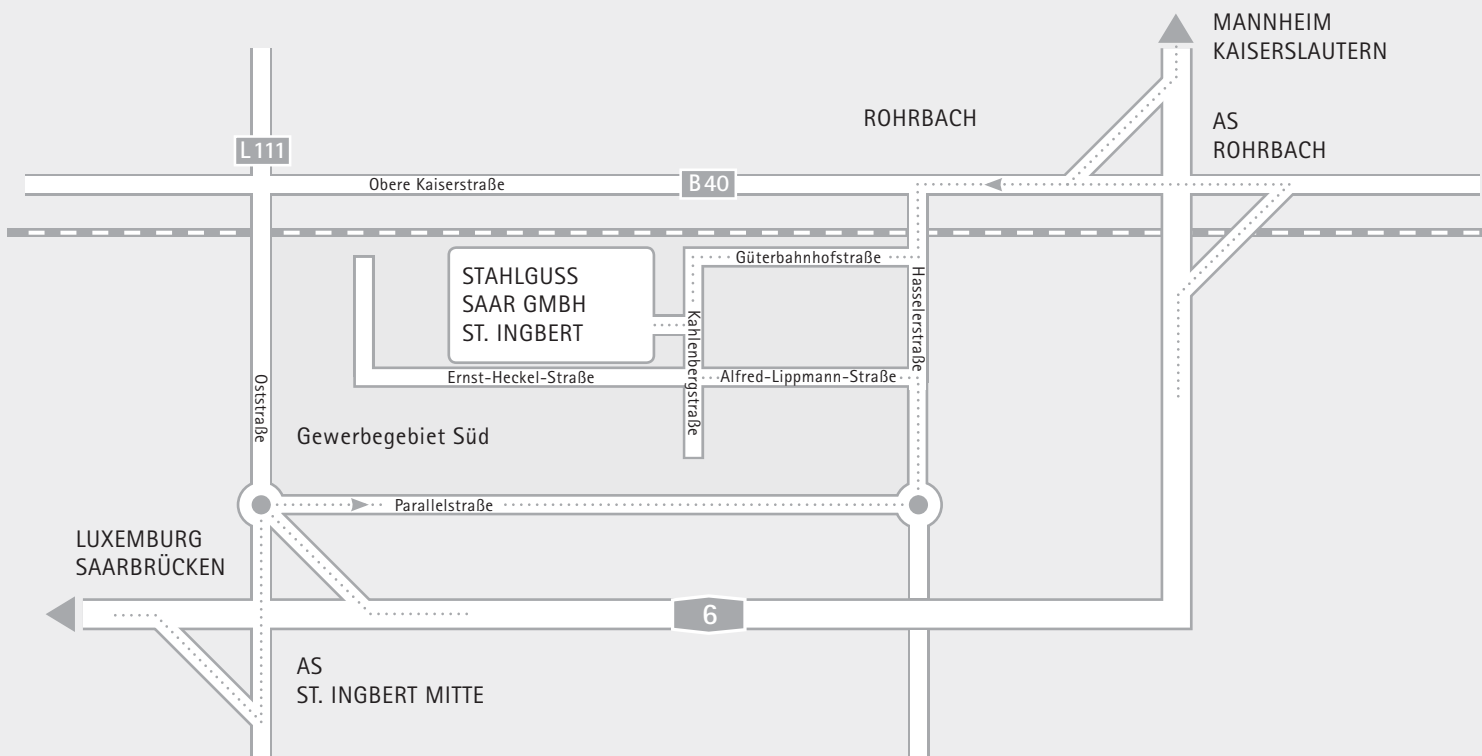 MANNHEIM
KAISERSLAUTERN
ROHRBACH
AS
ROHRBACH
L 111
Obere Kaiserstraße
B 40
STAHLGUSS
SAAR GMBH
ST. INGBERT
Güterbahnhofstraße
Hasselerstraße
Kahlenbergstraße
Ernst-Heckel-Straße
Alfred-Lippmann-Straße
Oststraße
Gewerbegebiet Süd
Parallelstraße
LUXEMBURG
SAARBRÜCKEN
6
AS
ST. INGBERT MITTE